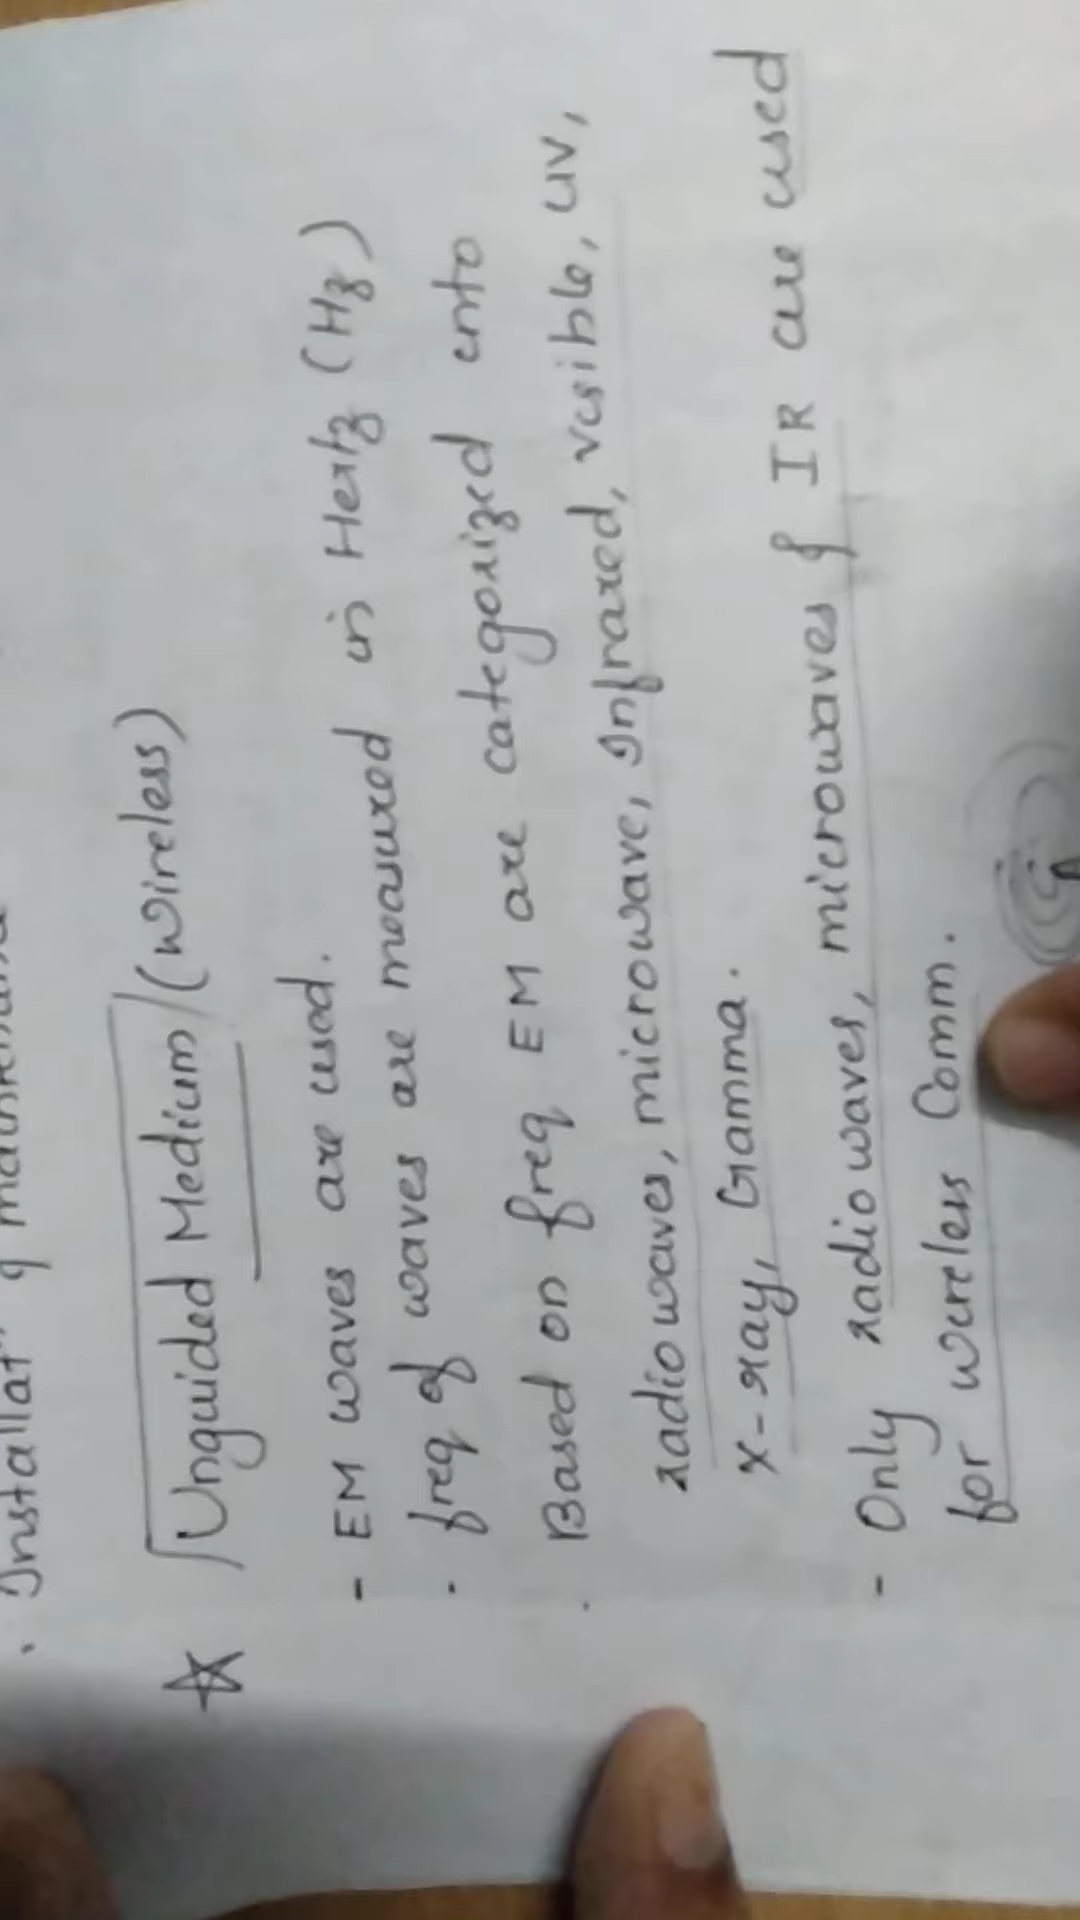 · Installatⁿ &
☆ Unguided Medium/(wireless)
- EM waves are used.
· freq of waves are measured in Hertz (Hz)
· Based on freq EM are categorized into
radiowaves, microwave, Infrared, visible, UV,
X-ray, Gamma.
- Only radiowaves, microwaves & IR are used
for wireless Comm.